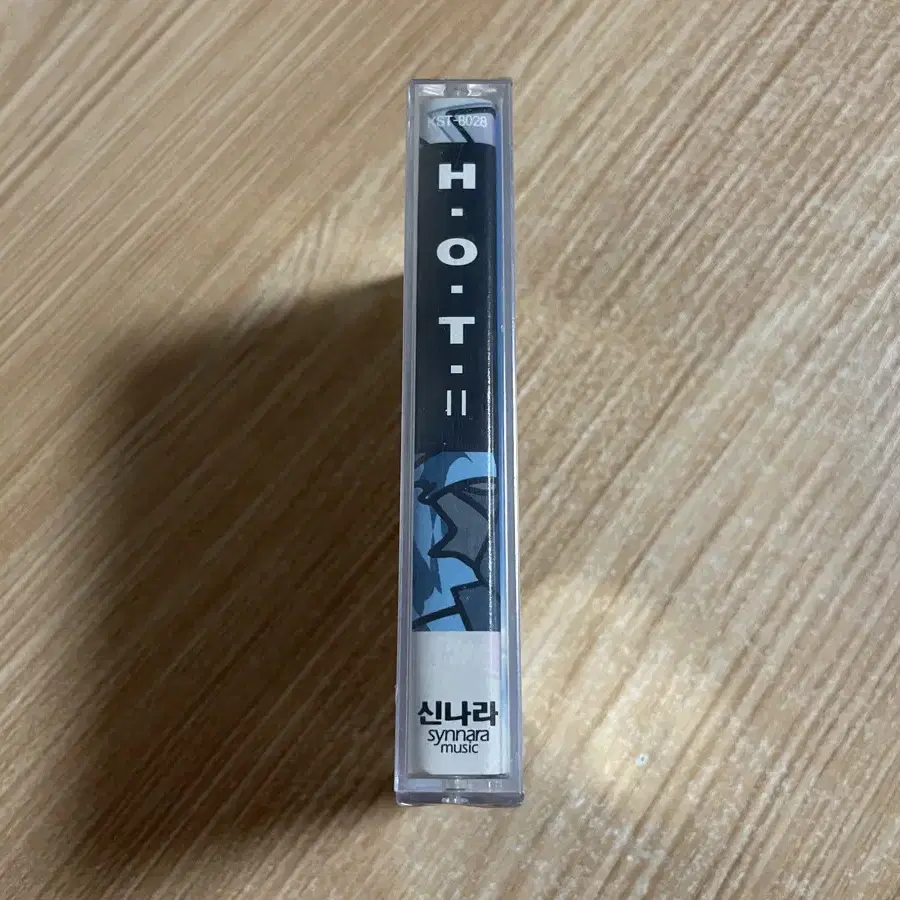 KST-8028
H·O·T·II
신나라
synnara
music